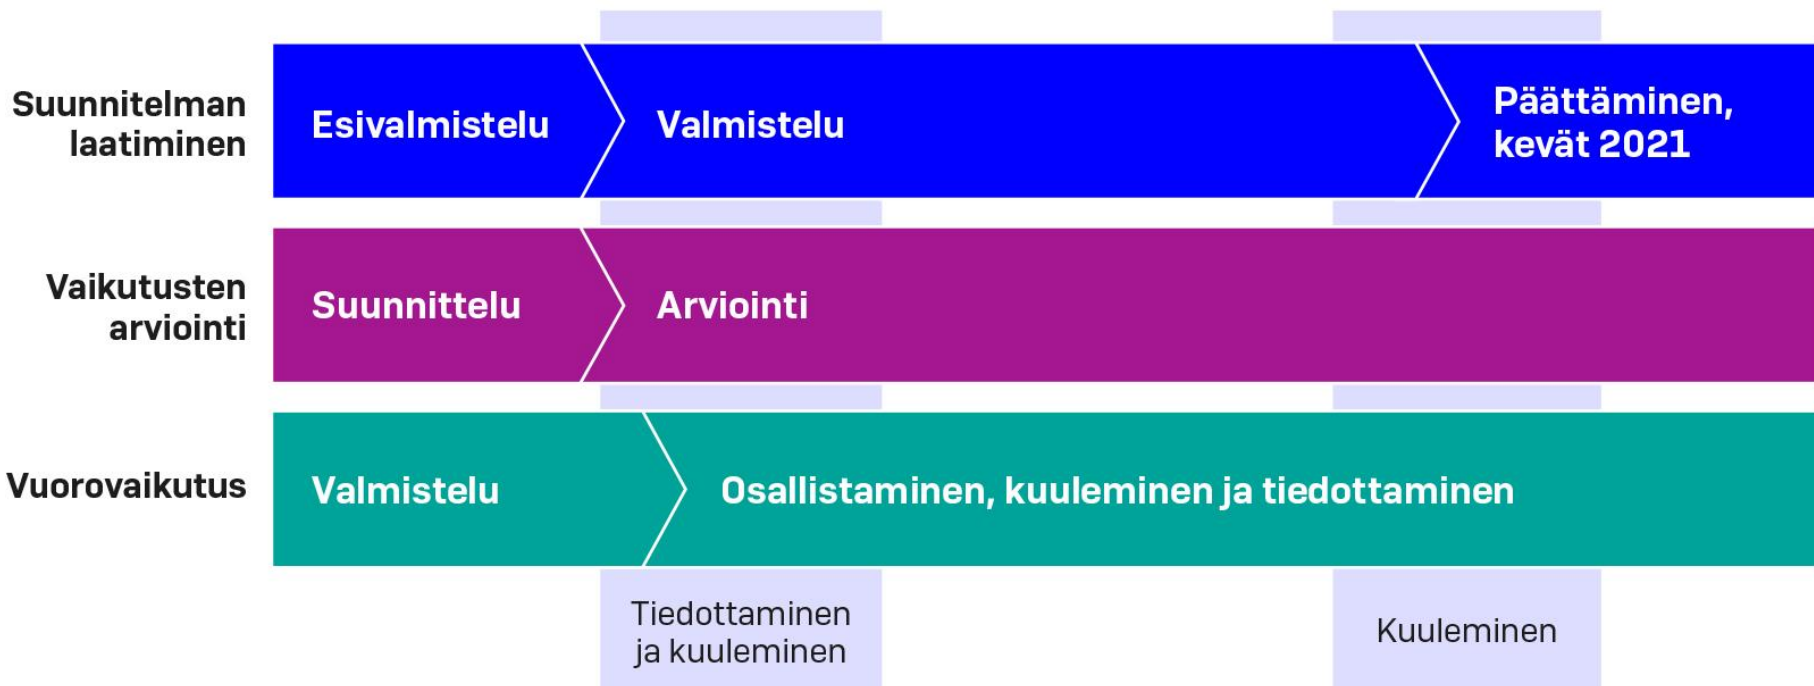 Suunnitelman
laatiminen
Esivalmistelu
Valmistelu
Päättäminen,
kevät 2021
Vaikutusten
arviointi
Suunnittelu
Arviointi
Vuorovaikutus
Valmistelu
Osallistaminen, kuuleminen ja tiedottaminen
Tiedottaminen
ja kuuleminen
Kuuleminen